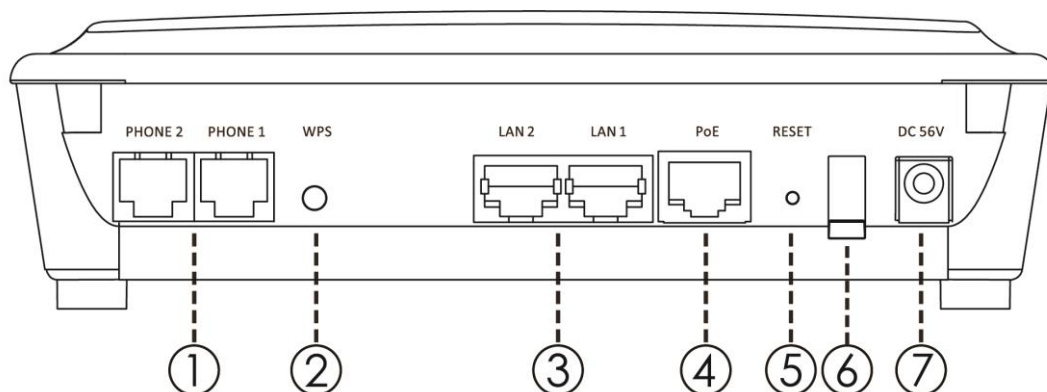 PHONE 2 PHONE 1 WPS LAN 2 LAN 1 PoE RESET DC 56V
1 2 3 4 5 6 7